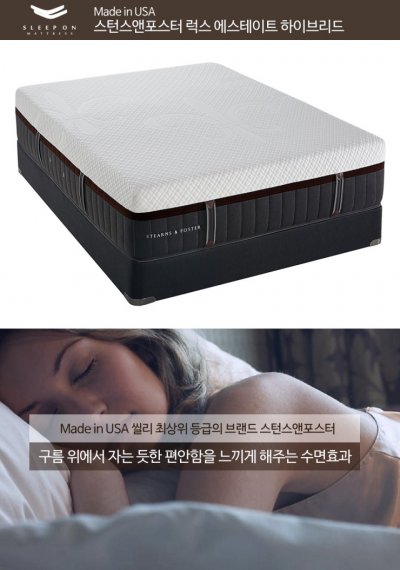 SLEEPON
MATTRESS
Made in USA
스턴스앤포스터 럭스 에스테이트 하이브리드
STEARNS & FOSTER
Made in USA 씰리 최상위 등급의 브랜드 스턴스앤포스터
구름 위에서 자는 듯한 편안함을 느끼게 해주는 수면효과